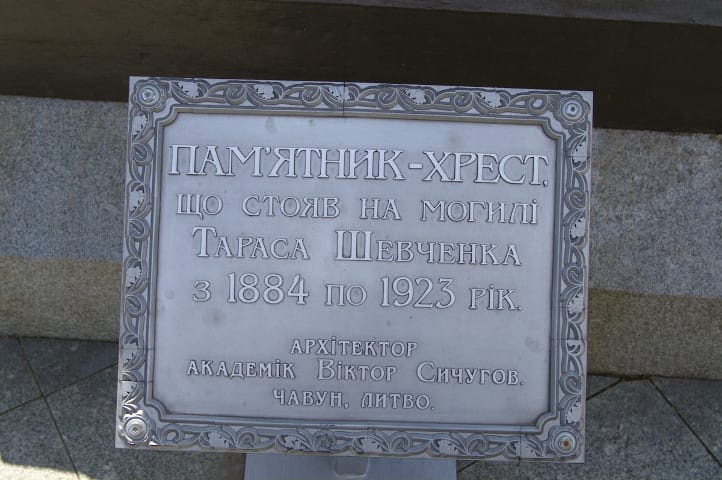 ПАМ'ЯТНИК-ХРЕСТ,
ЩО СТОЯВ НА МОГИЛІ
ТАРАСА ШЕВЧЕНКА
З 1884 ПО 1923 РІК.
АРХІТЕКТОР
АКАДЕМІК ВІКТОР СИЧУГОВ.
ЧАВУН, ЛИТВО.